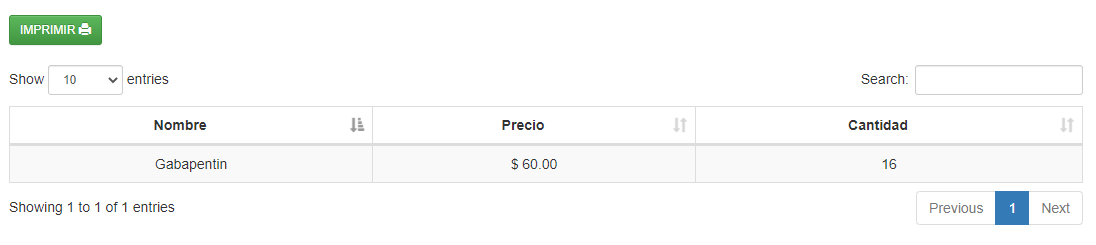 IMPRIMIR
Show 10 entries Search:
Nombre Precio Cantidad
Gabapentin $ 60.00 16
Showing 1 to 1 of 1 entries Previous 1 Next